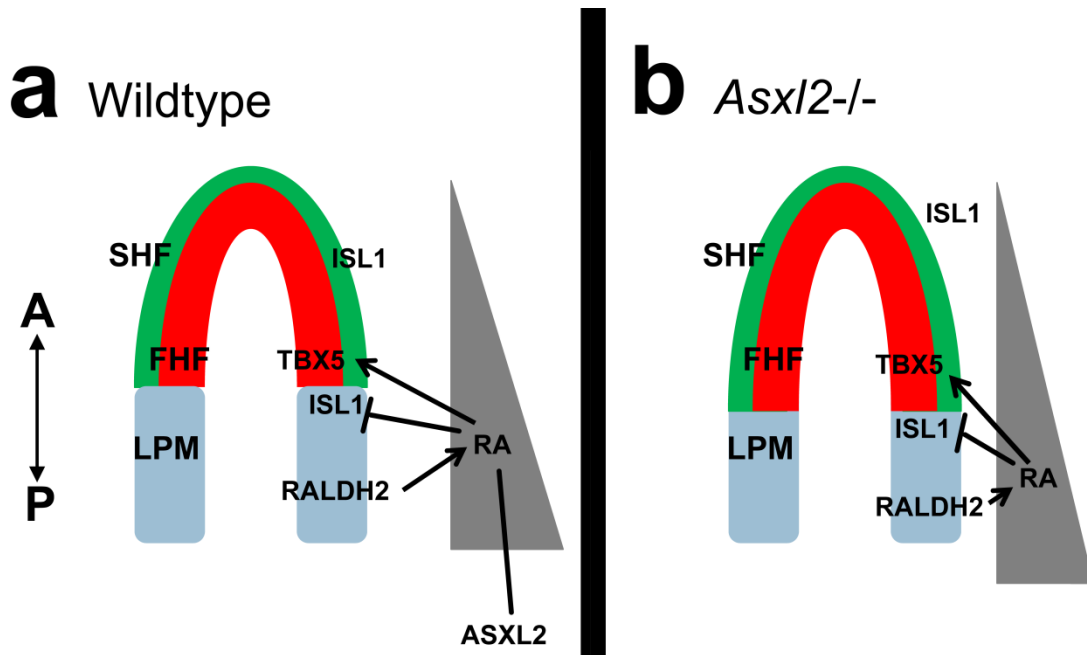 a Wildtype
SHF
ISL1
A
FHF
TBX5
ISL1
LPM
RA
P
RALDH2
ASXL2
b Asxl2-/-
ISL1
SHF
FHF
TBX5
ISL1
LPM
RA
RALDH2